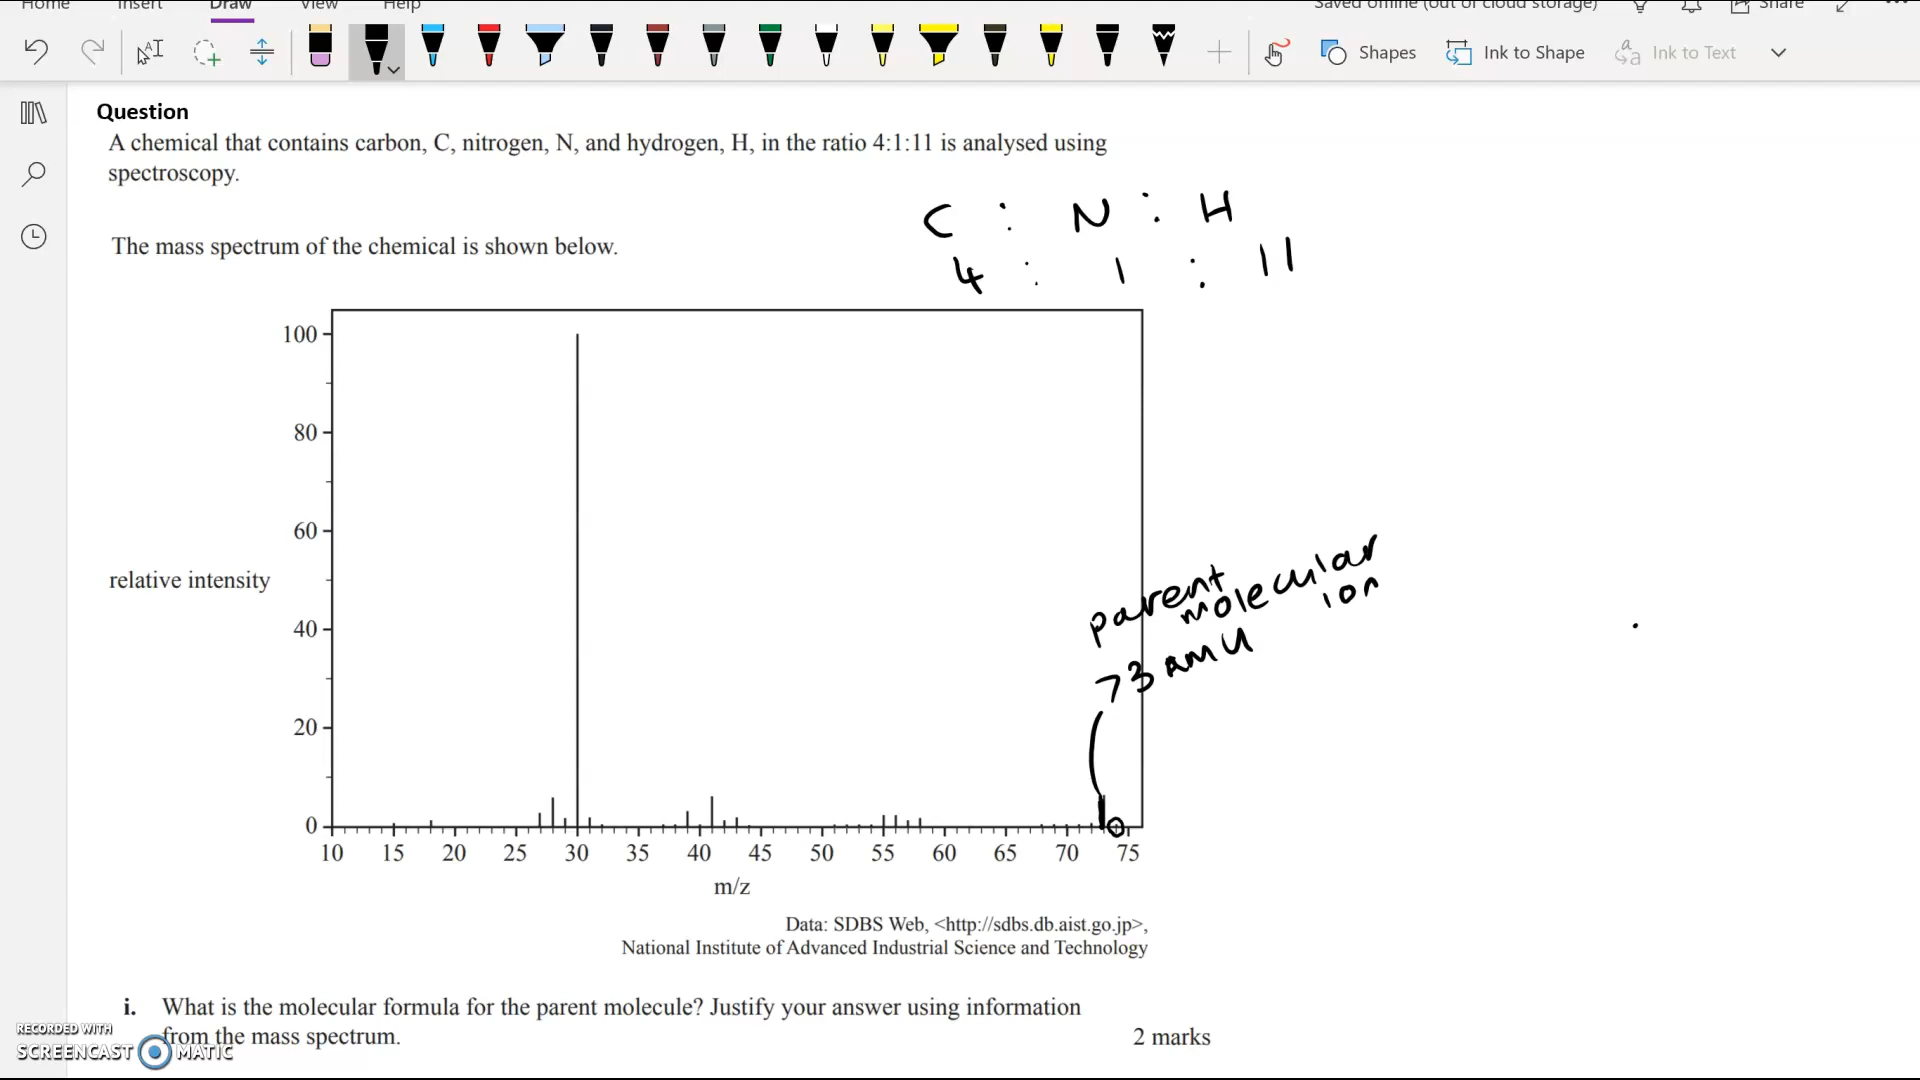 Home Insert Draw View Help Saved offline (out of cloud storage) Share
Shapes Ink to Shape Ink to Text
Question
A chemical that contains carbon, C, nitrogen, N, and hydrogen, H, in the ratio 4:1:11 is analysed using
spectroscopy.
C : N : H
The mass spectrum of the chemical is shown below.
4 : 1 : 11
100
80
60
relative intensity
parent molecular
ion
40
73 amu
20
0
10 15 20 25 30 35 40 45 50 55 60 65 70 75
m/z
Data: SDBS Web, <http://sdbs.db.aist.go.jp>,
National Institute of Advanced Industrial Science and Technology
i. What is the molecular formula for the parent molecule? Justify your answer using information
from the mass spectrum. 2 marks
RECORDED WITH
SCREENCAST MATIC